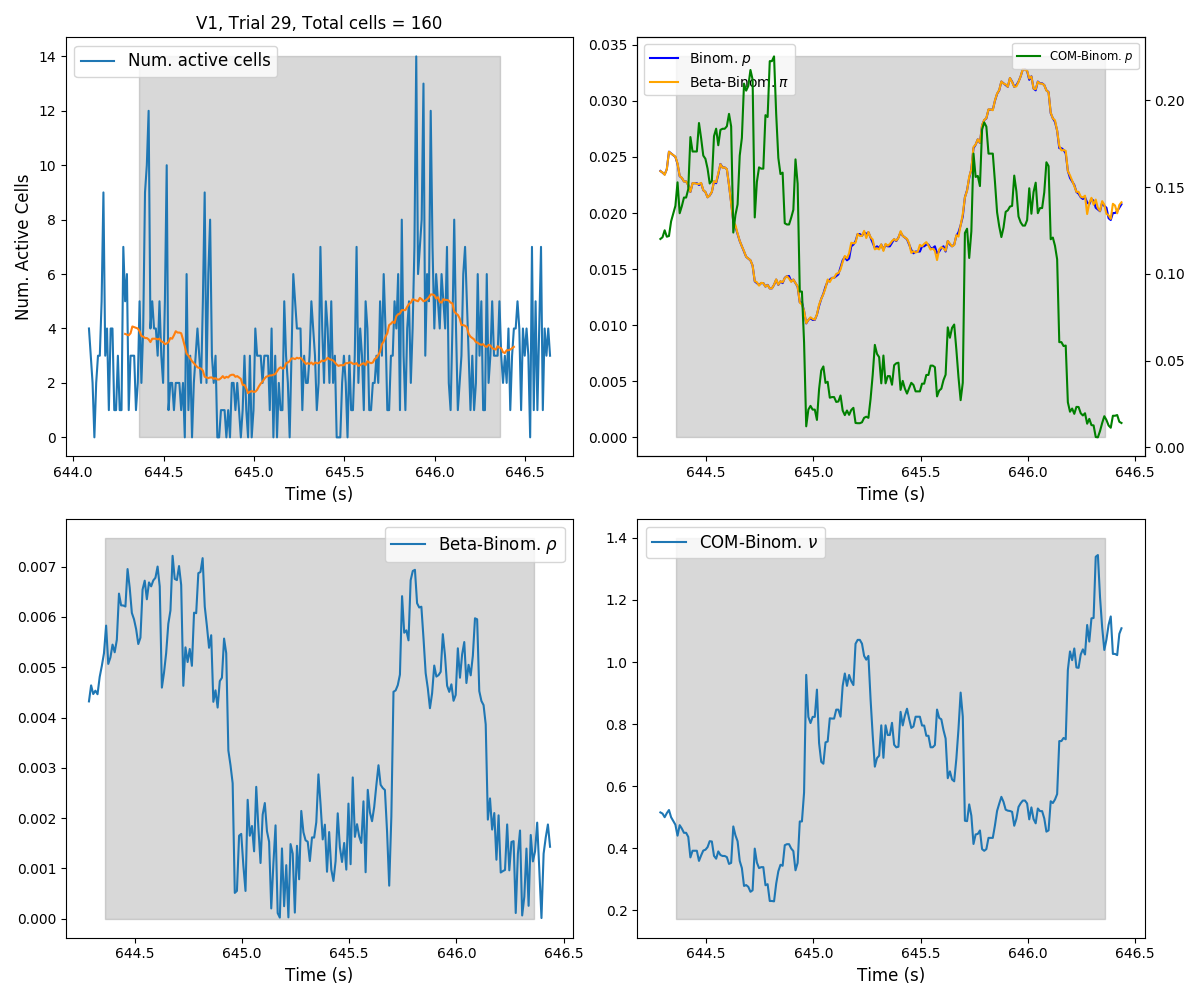 V1, Trial 29, Total cells = 160
Num. active cells
Num. Active Cells
14
12
10
8
6
4
2
0
644.0 644.5 645.0 645.5 646.0 646.5
Time (s)
Binom. p
Beta-Binom. π
COM-Binom. p
0.035
0.030
0.025
0.020
0.015
0.010
0.005
0.000
0.20
0.15
0.10
0.05
0.00
644.5 645.0 645.5 646.0 646.5
Time (s)
Beta-Binom. ρ
0.007
0.006
0.005
0.004
0.003
0.002
0.001
0.000
644.5 645.0 645.5 646.0 646.5
Time (s)
COM-Binom. ν
1.4
1.2
1.0
0.8
0.6
0.4
0.2
644.5 645.0 645.5 646.0 646.5
Time (s)